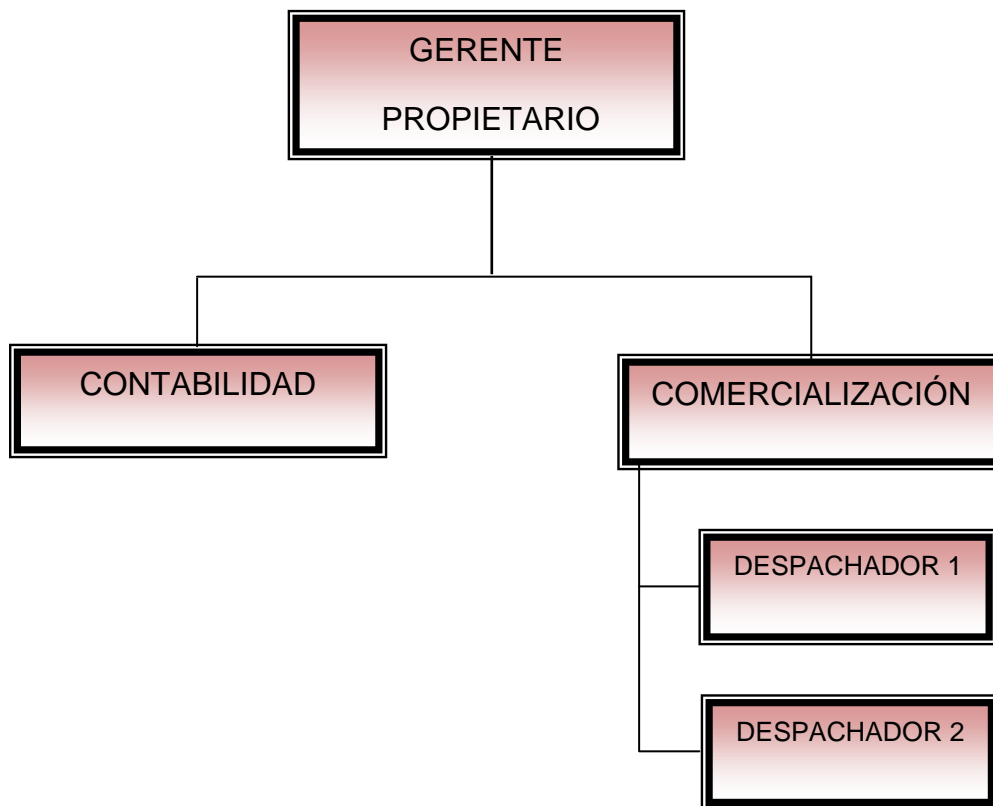 GERENTE
PROPIETARIO
CONTABILIDAD
COMERCIALIZACIÓN
DESPACHADOR 1
DESPACHADOR 2